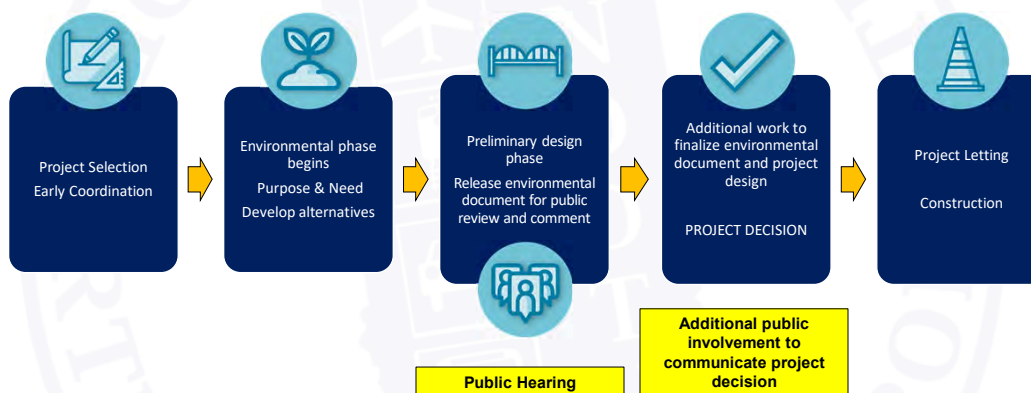 Project Selection
Early Coordination
Environmental phase
begins
Purpose & Need
Develop alternatives
Preliminary design
phase
Release environmental
document for public
review and comment
Additional work to
finalize environmental
document and project
design
PROJECT DECISION
Project Letting
Construction
Public Hearing
Additional public
involvement to
communicate project
decision